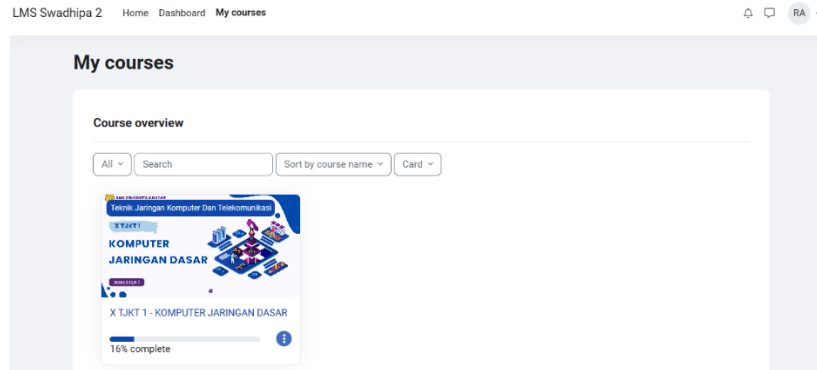 LMS Swadhipa 2 Home Dashboard My courses RA
My courses
Course overview
All Search Sort by course name Card
Teknik Jaringan Komputer Dan Telekomunikasi
X TJKT 1
KOMPUTER
JARINGAN DASAR
X TJKT 1 - KOMPUTER JARINGAN DASAR
16% complete